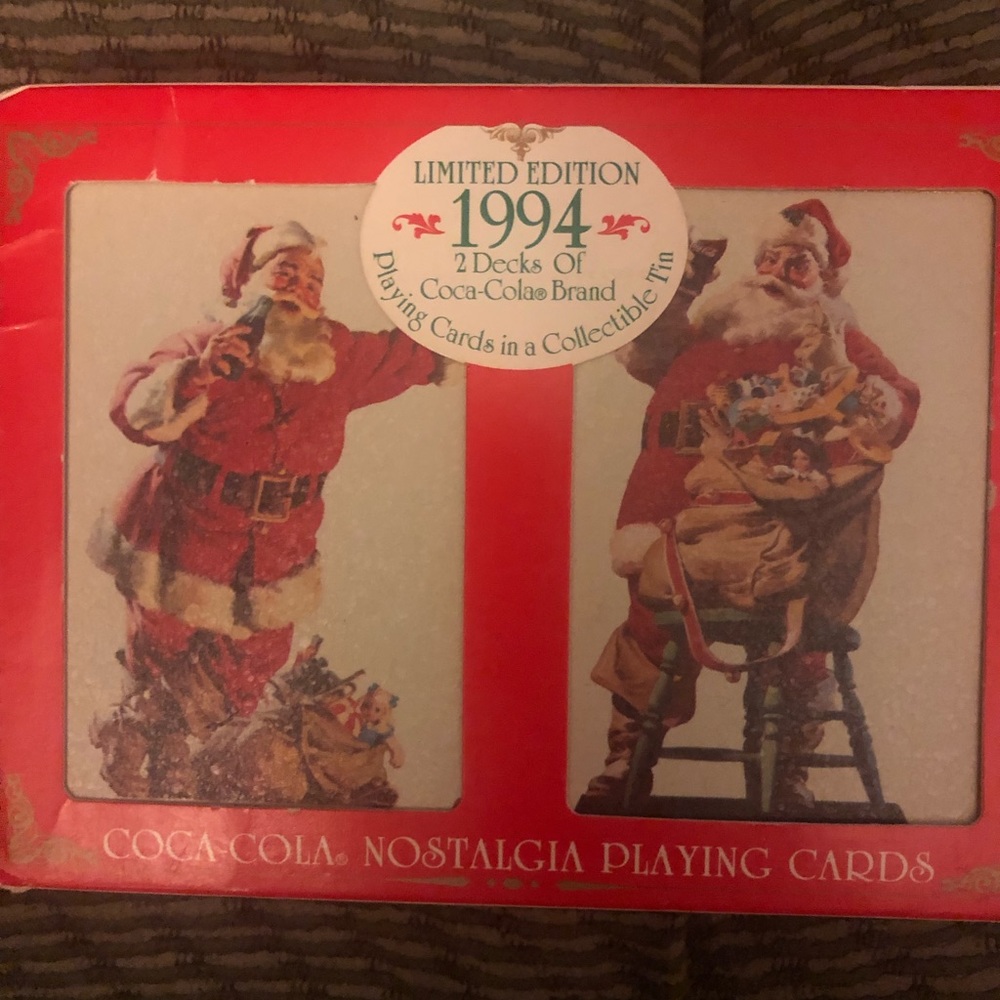 LIMITED EDITION
1994
2 Decks Of
Coca-Cola® Brand
Playing Cards in a Collectible Tin
COCA-COLA® NOSTALGIA PLAYING CARDS